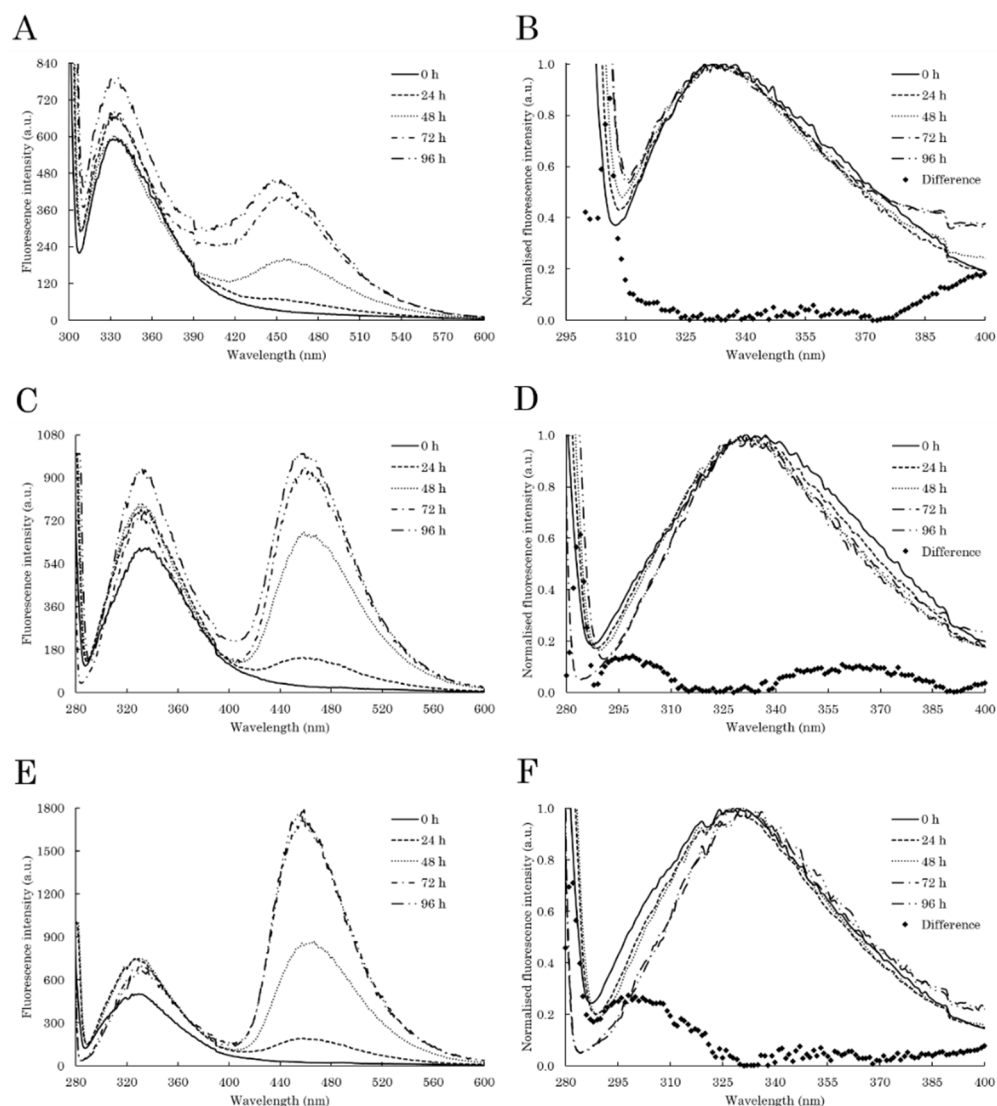 A
Fluorescence intensity (a.u.)
840
720
600
480
360
240
120
0
300 330 360 390 420 450 480 510 540 570 600
Wavelength (nm)
0 h
24 h
48 h
72 h
96 h
B
Normalised fluorescence intensity (a.u.)
1.0
0.8
0.6
0.4
0.2
0.0
295 310 325 340 355 370 385 400
Wavelength (nm)
0 h
24 h
48 h
72 h
96 h
Difference
C
Fluorescence intensity (a.u.)
1080
900
720
540
360
180
0
280 320 360 400 440 480 520 560 600
Wavelength (nm)
0 h
24 h
48 h
72 h
96 h
D
Normalised fluorescence intensity (a.u.)
1.0
0.8
0.6
0.4
0.2
0.0
280 295 310 325 340 355 370 385 400
Wavelength (nm)
0 h
24 h
48 h
72 h
96 h
Difference
E
Fluorescence intensity (a.u.)
1800
1500
1200
900
600
300
0
280 320 360 400 440 480 520 560 600
Wavelength (nm)
0 h
24 h
48 h
72 h
96 h
F
Normalised fluorescence intensity (a.u.)
1.0
0.8
0.6
0.4
0.2
0.0
280 295 310 325 340 355 370 385 400
Wavelength (nm)
0 h
24 h
48 h
72 h
96 h
Difference